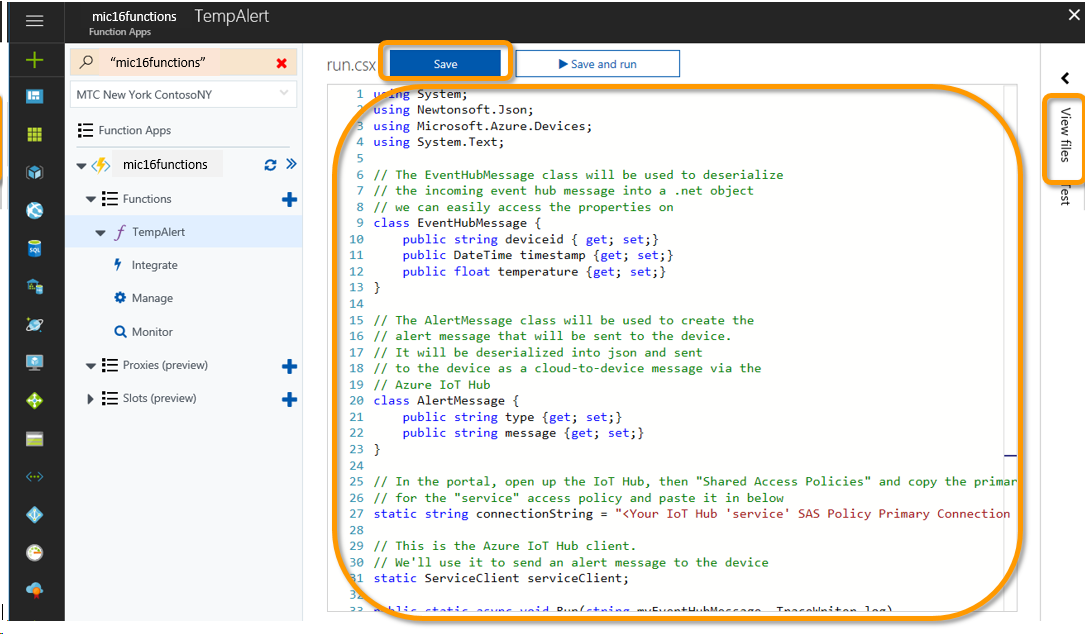 mic16functions TempAlert
Function Apps
"mic16functions"
MTC New York ContosoNY
Function Apps
mic16functions
Functions
TempAlert
Integrate
Manage
Monitor
Proxies (preview)
Slots (preview)
SQL
run.csx Save Save and run
1 using System;
2 using Newtonsoft.Json;
3 using Microsoft.Azure.Devices;
4 using System.Text;
5
6 // The EventHubMessage class will be used to deserialize
7 // the incoming event hub message into a .net object
8 // we can easily access the properties on
9 class EventHubMessage {
10 public string deviceid { get; set;}
11 public DateTime timestamp {get; set;}
12 public float temperature {get; set;}
13 }
14
15 // The AlertMessage class will be used to create the
16 // alert message that will be sent to the device.
17 // It will be deserialized into json and sent
18 // to the device as a cloud-to-device message via the
19 // Azure IoT Hub
20 class AlertMessage {
21 public string type {get; set;}
22 public string message {get; set;}
23 }
24
25 // In the portal, open up the IoT Hub, then "Shared Access Policies" and copy the primar
26 // for the "service" access policy and paste it in below
27 static string connectionString = "<Your IoT Hub 'service' SAS Policy Primary Connection
28
29 // This is the Azure IoT Hub client.
30 // We'll use it to send an alert message to the device
31 static ServiceClient serviceClient;
32
33 public static async void Run(string myEventHubMessage, TraceWriter log)
View files
Test